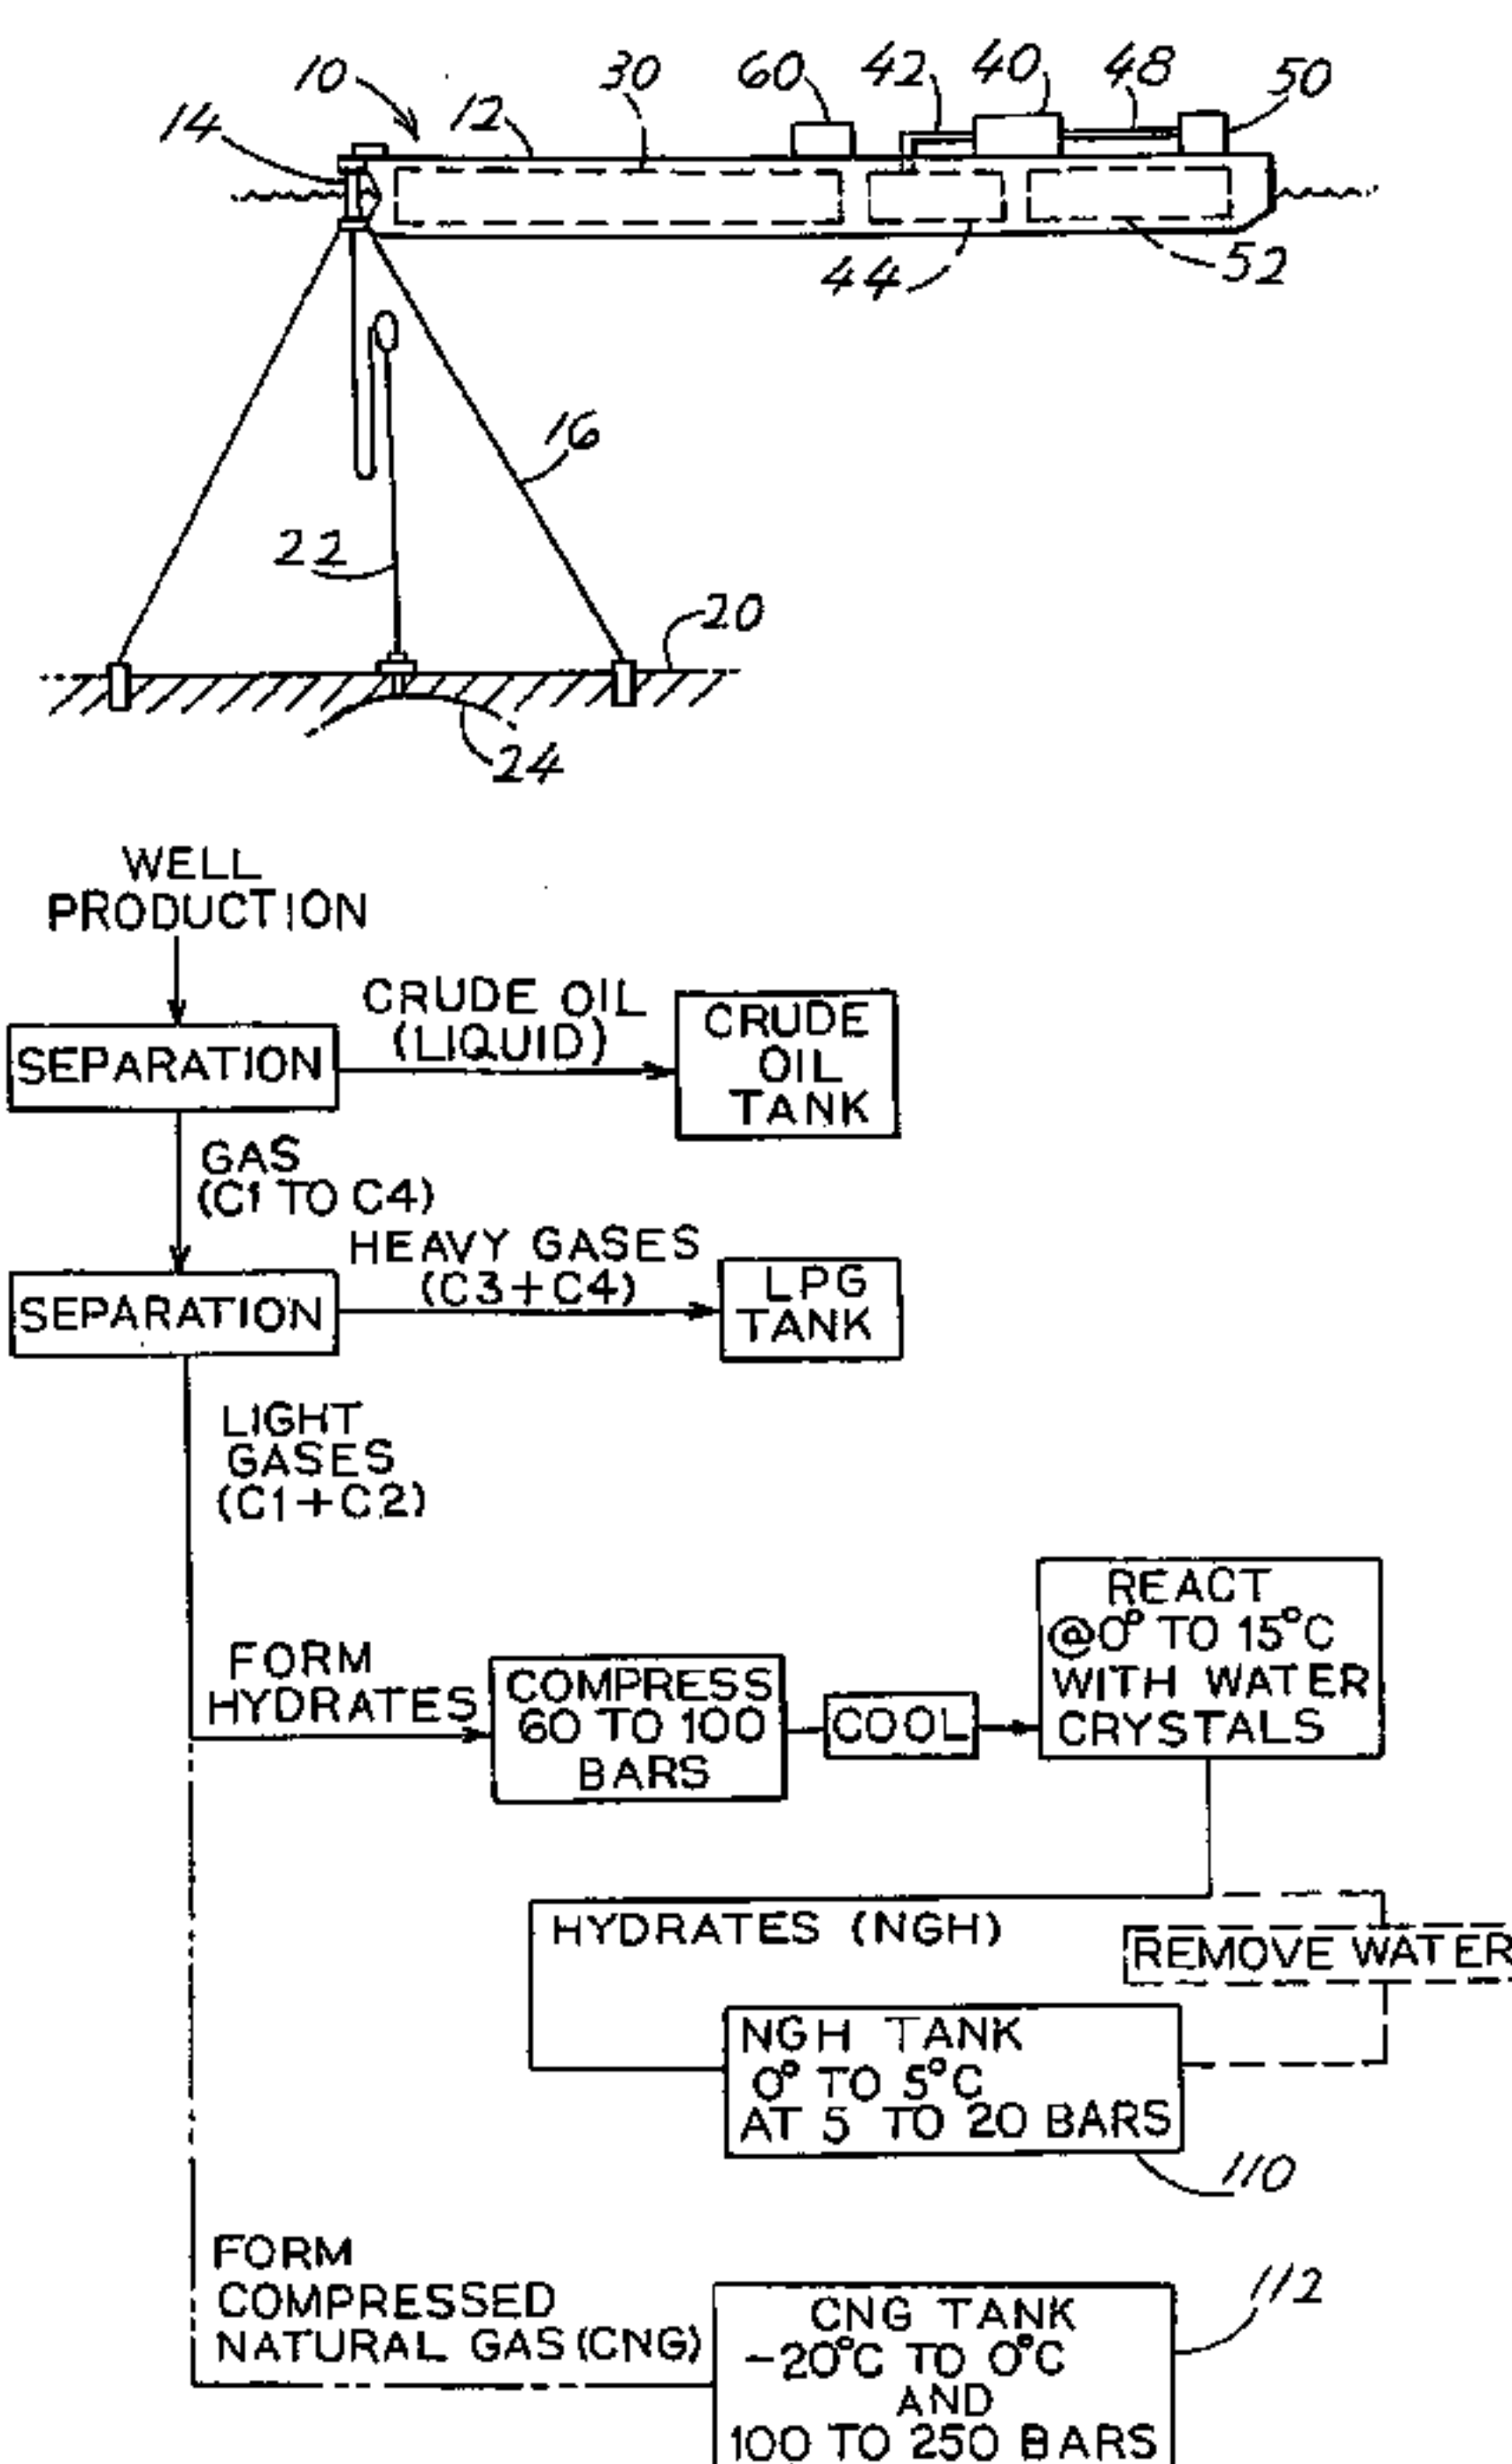 10
30
60
42
40
48
50
14
12
44
52
16
22
20
24
WELL
PRODUCTION
CRUDE OIL
(LIQUID)
CRUDE
OIL
TANK
SEPARATION
GAS
(C1 TO C4)
HEAVY GASES
(C3+C4)
LPG
TANK
SEPARATION
LIGHT
GASES
(C1+C2)
FORM
HYDRATES
COMPRESS
60 TO 100
BARS
COOL
REACT
@0° TO 15°C
WITH WATER
CRYSTALS
HYDRATES (NGH)
REMOVE WATER
NGH TANK
0° TO 5°C
AT 5 TO 20 BARS
110
FORM
COMPRESSED
NATURAL GAS (CNG)
CNG TANK
-20°C TO 0°C
AND
100 TO 250 BARS
112